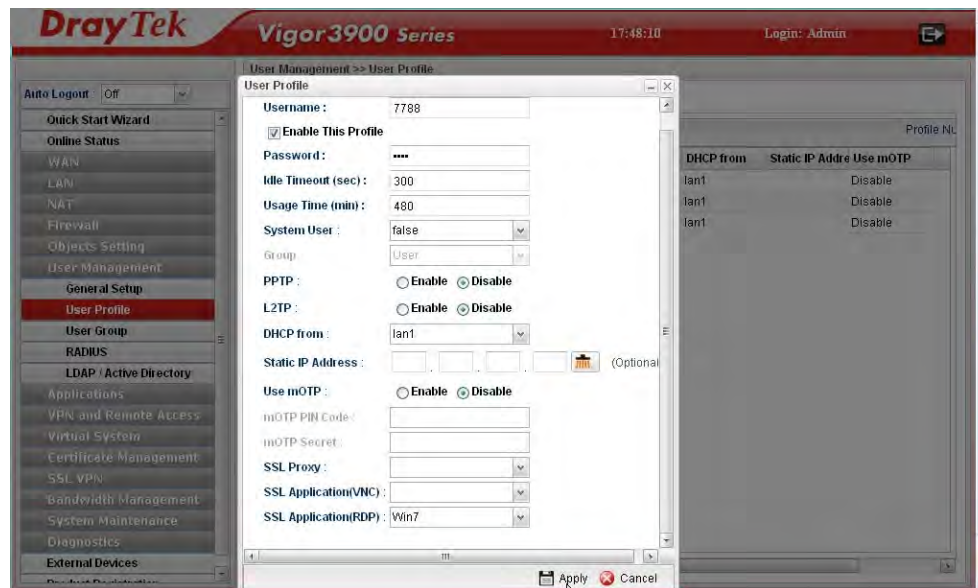 DrayTek
Vigor3900 Series 17:48:10 Login: Admin
User Management >> User Profile
Auto Logout Off
Quick Start Wizard
Online Status
WAN
LAN
NAT
Firewall
Objects Setting
User Management
General Setup
User Profile
User Group
RADIUS
LDAP / Active Directory
Applications
VPN and Remote Access
Virtual System
Certificate Management
SSL VPN
Bandwidth Management
System Maintenance
Diagnostics
External Devices
User Profile
Username : 7788
Enable This Profile
Password : ••••
Idle Timeout (sec) : 300
Usage Time (min) : 480
System User : false
Group User
PPTP : Enable Disable
L2TP : Enable Disable
DHCP from : lan1
Static IP Address : . . . (Optional
Use mOTP : Enable Disable
mOTP PIN Code :
mOTP Secret :
SSL Proxy :
SSL Application(VNC) :
SSL Application(RDP) : Win7
Apply Cancel
Profile Nu
DHCP from Static IP Addre Use mOTP
lan1 Disable
lan1 Disable
lan1 Disable